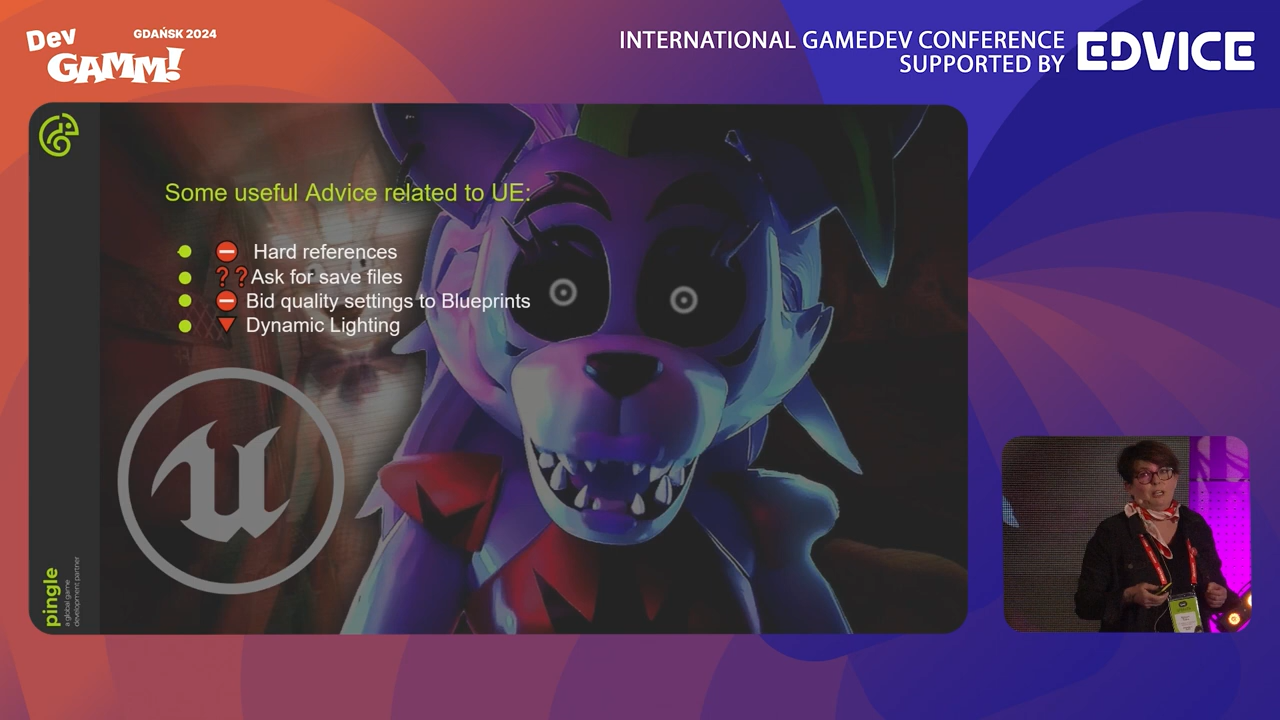 Dev
GAMM!
GDAŃSK 2024
INTERNATIONAL GAMEDEV CONFERENCE
SUPPORTED BY
EDVICE
Some useful Advice related to UE:
⛔ Hard references
❓❓Ask for save files
⛔ Bid quality settings to Blueprints
🔻 Dynamic Lighting
pingle
a global game
development partner